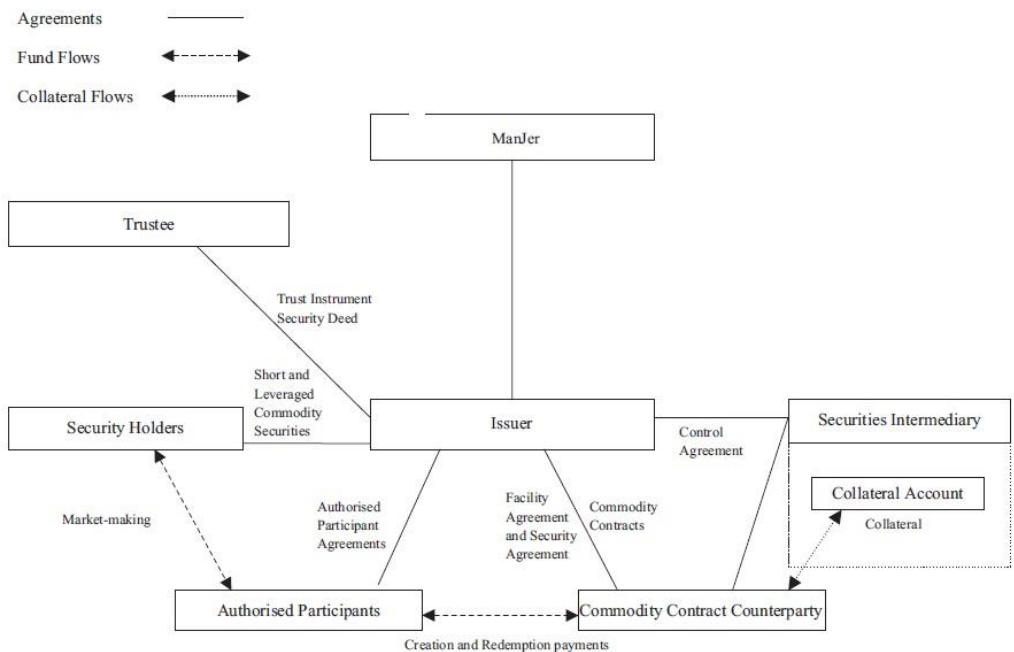 Agreements
Fund Flows
Collateral Flows
ManJer
Trustee
Trust Instrument
Security Deed
Short and
Leveraged
Commodity
Securities
Security Holders
Issuer
Control
Agreement
Securities Intermediary
Collateral Account
Collateral
Market-making
Authorised
Participant
Agreements
Facility
Agreement
and Security
Agreement
Commodity
Contracts
Authorised Participants
Commodity Contract Counterparty
Creation and Redemption payments